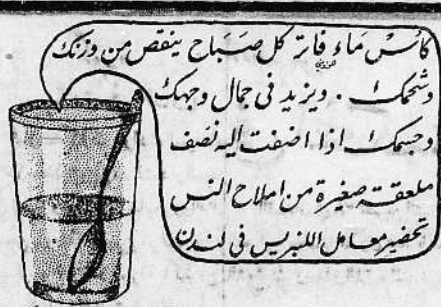 كأس ماء فاتر كل صباح ينقص من وزنك
وشحمك . ويزيد في جمال وجهك
وجسمك اذا اضفت اليه نصف
ملعقة صغيرة من املاح النس
تحضير معامل اللنبريس في لندن